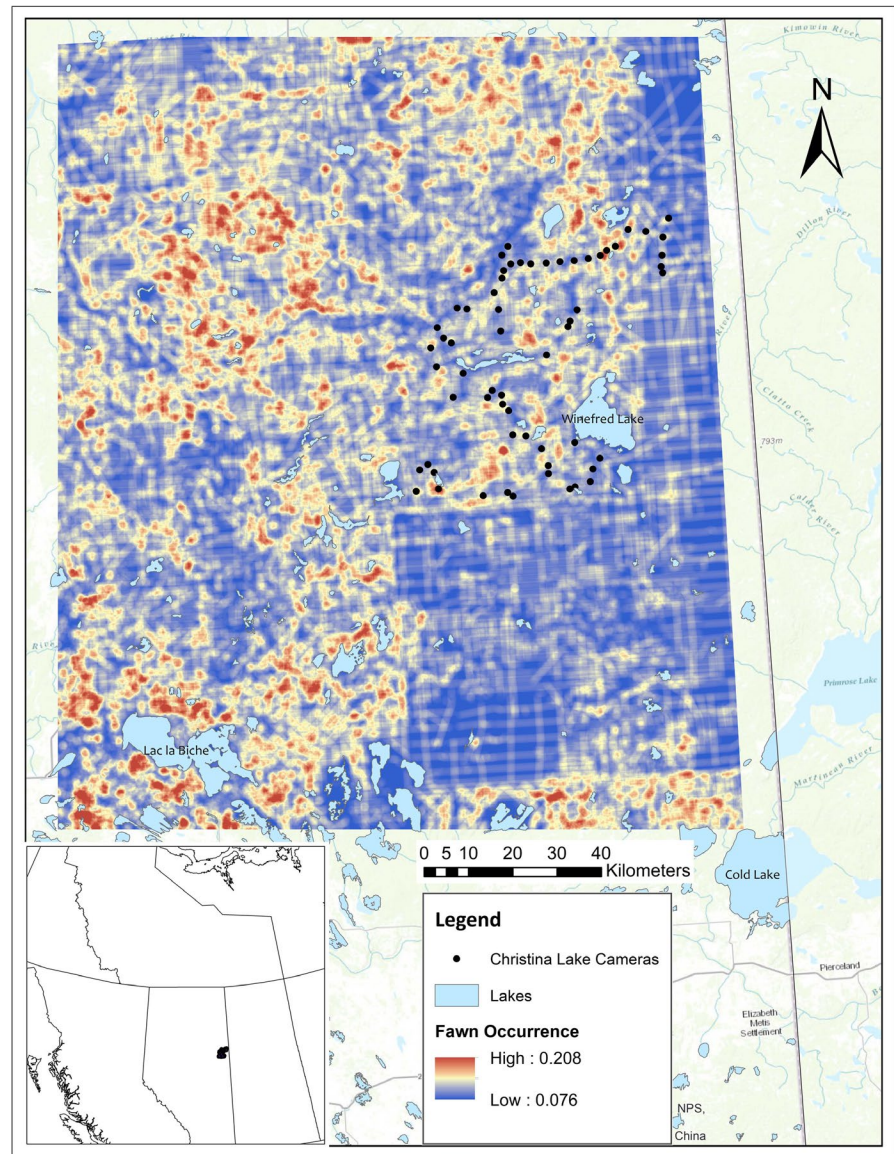 Kimowin River
N
Dillon River
Winefred Lake
Clatto Creek
793m
Calder River
River
Primrose Lake
Lac la Biche
Martineau River
0 5 10 20 30 40
Kilometers
Cold Lake
Legend
Christina Lake Cameras
Lakes
Fawn Occurrence
High : 0.208
Low : 0.076
Pierceland
Elizabeth
Metis
Settlement
NPS,
China